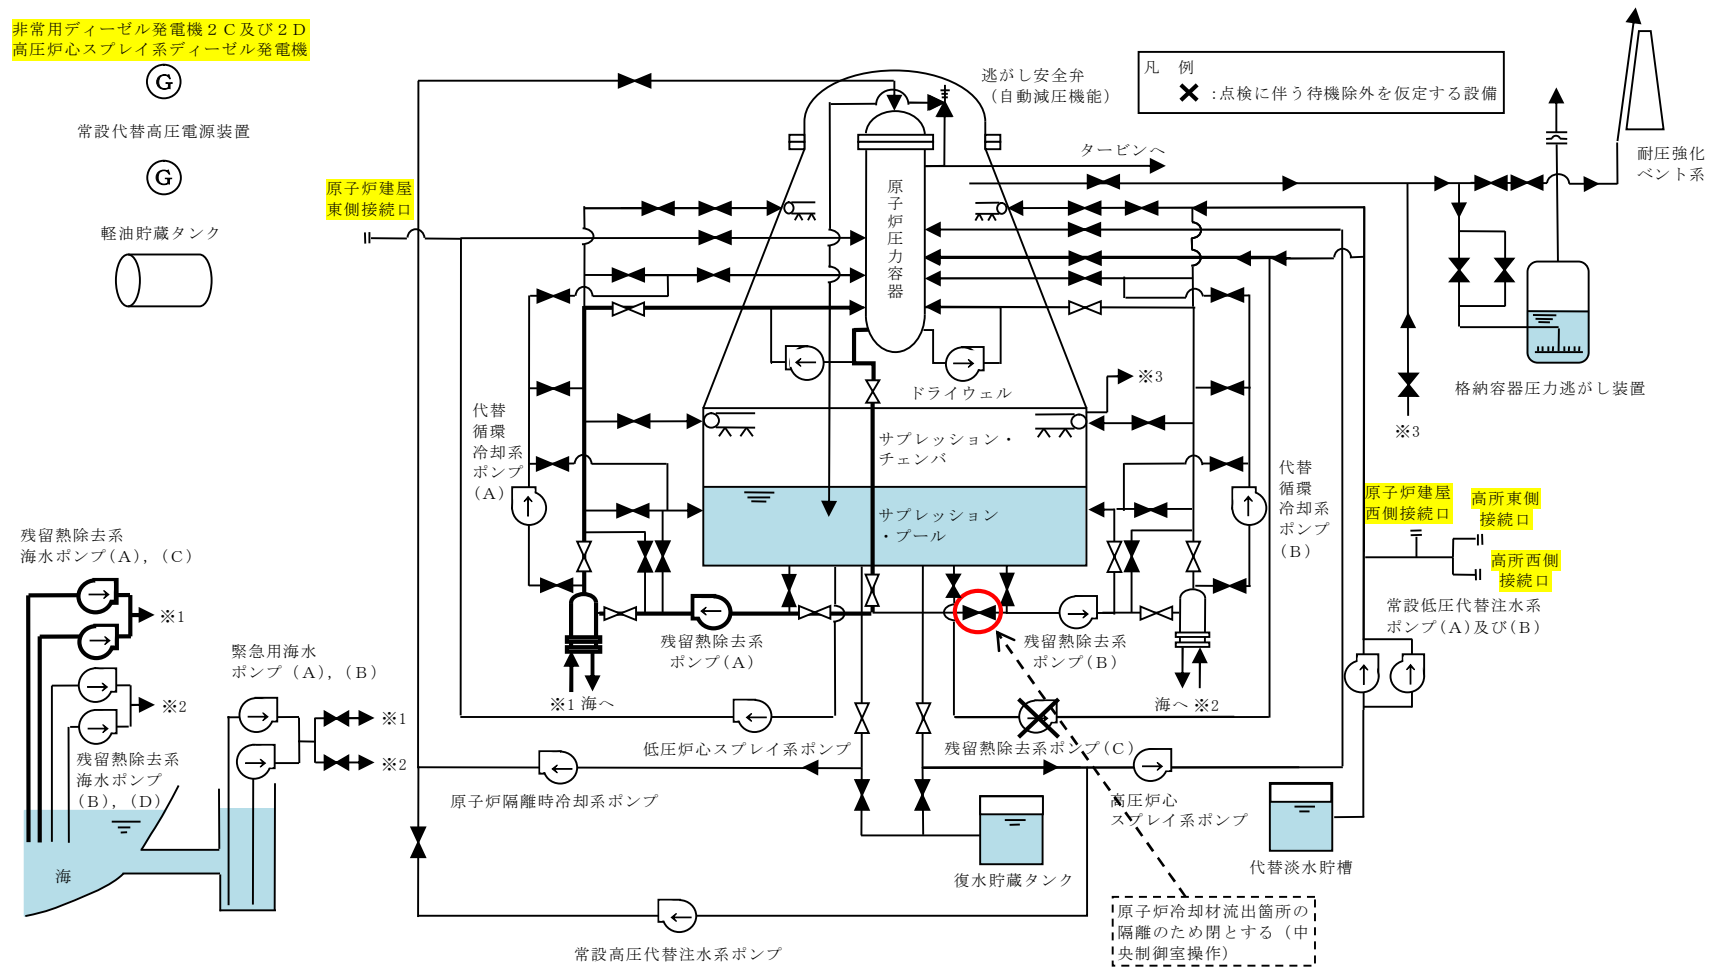 非常用ディーゼル発電機２Ｃ及び２Ｄ
高圧炉心スプレイ系ディーゼル発電機
G
常設代替高圧電源装置
G
軽油貯蔵タンク
原子炉建屋
東側接続口
逃がし安全弁
（自動減圧機能）
凡　例
：点検に伴う待機除外を仮定する設備
タービンへ
耐圧強化
ベント系
原子炉圧力容器
ドライウェル
※3
※3
格納容器圧力逃がし装置
代替
循環
冷却系
ポンプ
（A）
サプレッション・
チェンバ
サプレッション
・プール
代替
循環
冷却系
ポンプ
（B）
原子炉建屋
西側接続口
高所東側
接続口
高所西側
接続口
常設低圧代替注水系
ポンプ(A)及び(B)
残留熱除去系
海水ポンプ(A)，(C)
※1
※2
残留熱除去系
海水ポンプ
(B)，(D)
緊急用海水
ポンプ（A），（B）
※1
※2
海
残留熱除去系
ポンプ(A)
残留熱除去系
ポンプ(B)
※1 海へ
海へ ※2
低圧炉心スプレイ系ポンプ
残留熱除去系ポンプ(C)
原子炉隔離時冷却系ポンプ
高圧炉心
スプレイ系ポンプ
復水貯蔵タンク
代替淡水貯槽
常設高圧代替注水系ポンプ
原子炉冷却材流出箇所の
隔離のため閉とする（中
央制御室操作）